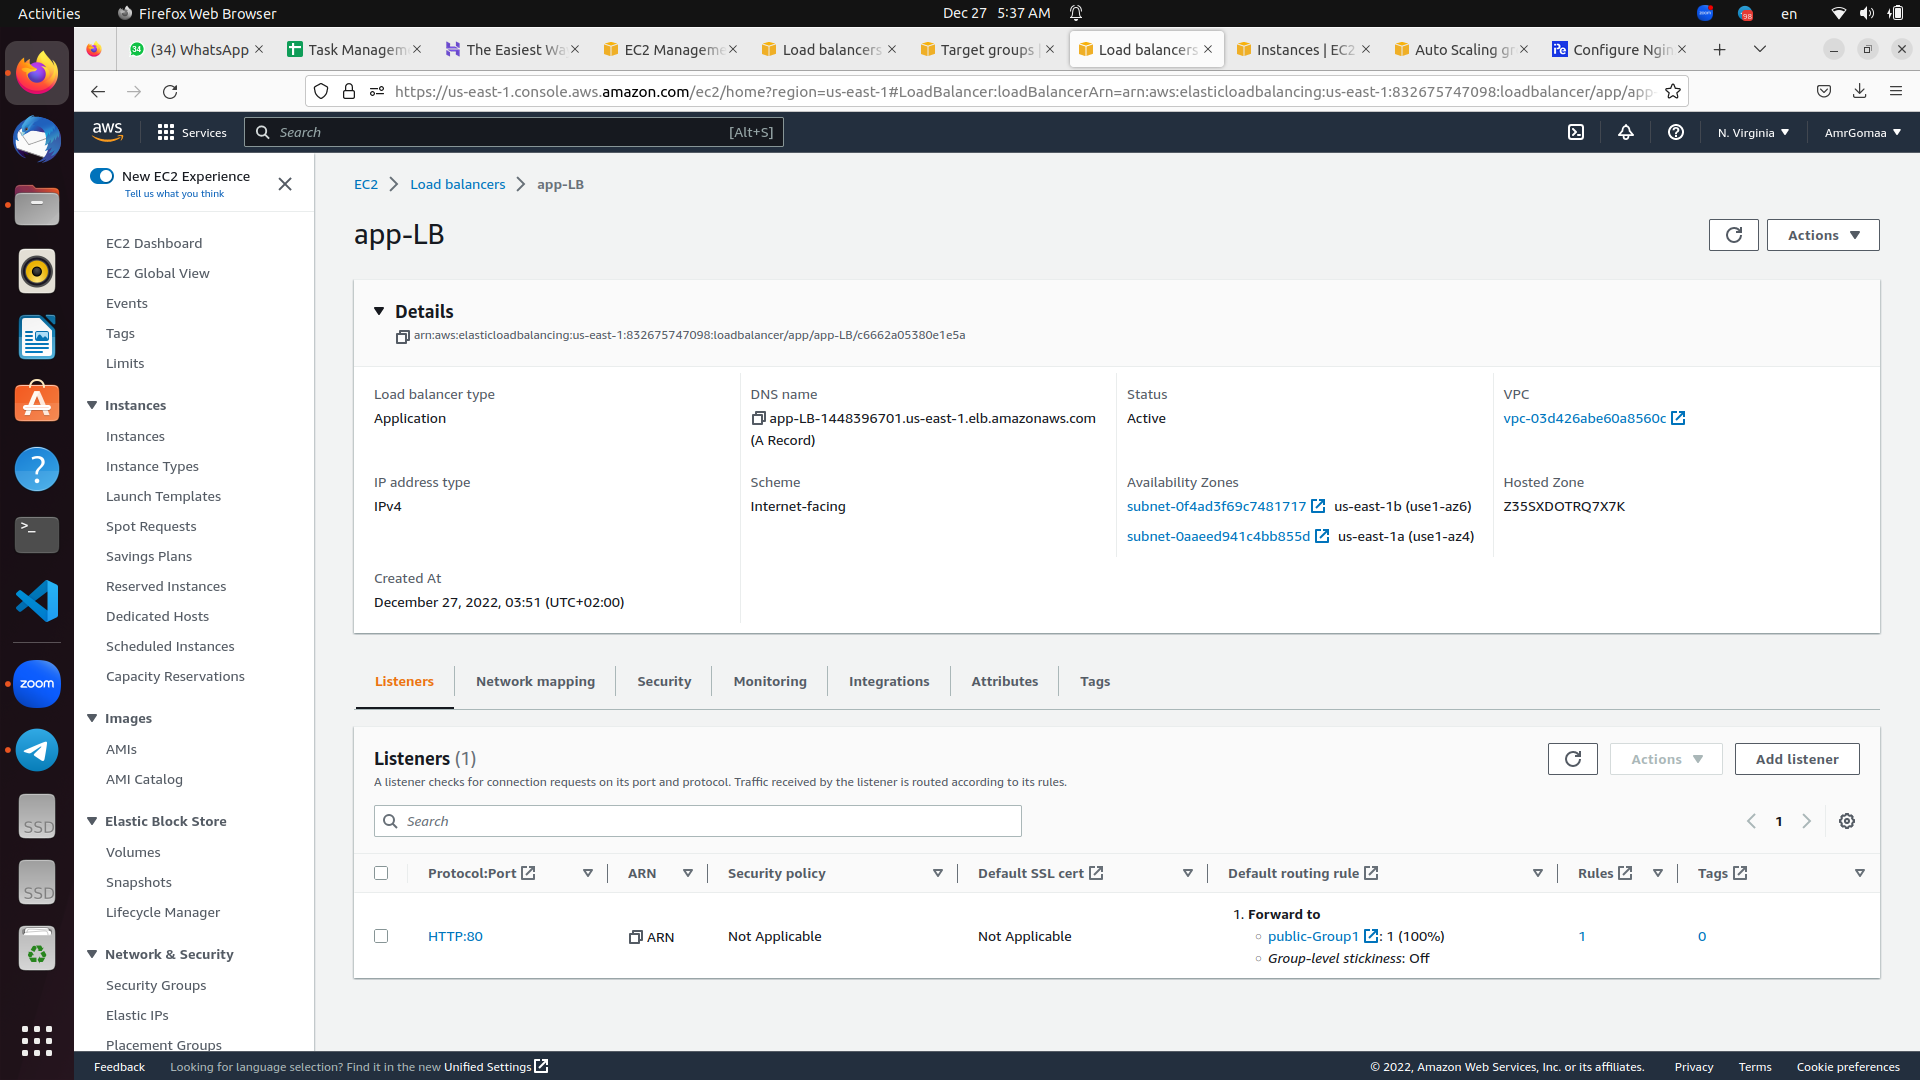 Activities
Firefox Web Browser
Dec 27 5:37 AM
en
(34) WhatsApp
Task Managem
The Easiest Wa
EC2 Manageme
Load balancers
Target groups |
Load balancers
Instances | EC2
Auto Scaling gr
Configure Ngin
https://us-east-1.console.aws.amazon.com/ec2/home?region=us-east-1#LoadBalancer:loadBalancerArn=arn:aws:elasticloadbalancing:us-east-1:832675747098:loadbalancer/app/app-
aws
Services
Search
[Alt+S]
N. Virginia
AmrGomaa
New EC2 Experience
Tell us what you think
EC2 Dashboard
EC2 Global View
Events
Tags
Limits
Instances
Instances
Instance Types
Launch Templates
Spot Requests
Savings Plans
Reserved Instances
Dedicated Hosts
Scheduled Instances
Capacity Reservations
Images
AMIs
AMI Catalog
Elastic Block Store
Volumes
Snapshots
Lifecycle Manager
Network & Security
Security Groups
Elastic IPs
Placement Groups
EC2 > Load balancers > app-LB
app-LB
Actions
Details
arn:aws:elasticloadbalancing:us-east-1:832675747098:loadbalancer/app/app-LB/c6662a05380e1e5a
Load balancer type
Application
DNS name
app-LB-1448396701.us-east-1.elb.amazonaws.com
(A Record)
Status
Active
VPC
vpc-03d426abe60a8560c
IP address type
IPv4
Scheme
Internet-facing
Availability Zones
subnet-0f4ad3f69c7481717 us-east-1b (use1-az6)
subnet-0aaeed941c4bb855d us-east-1a (use1-az4)
Hosted Zone
Z35SXDOTRQ7X7K
Created At
December 27, 2022, 03:51 (UTC+02:00)
Listeners
Network mapping
Security
Monitoring
Integrations
Attributes
Tags
Listeners (1)
A listener checks for connection requests on its port and protocol. Traffic received by the listener is routed according to its rules.
Actions
Add listener
Search
1
Protocol:Port
ARN
Security policy
Default SSL cert
Default routing rule
Rules
Tags
HTTP:80
ARN
Not Applicable
Not Applicable
1. Forward to
public-Group1 : 1 (100%)
Group-level stickiness: Off
1
0
zoom
SSD
SSD
Feedback
Looking for language selection? Find it in the new Unified Settings
© 2022, Amazon Web Services, Inc. or its affiliates.
Privacy
Terms
Cookie preferences